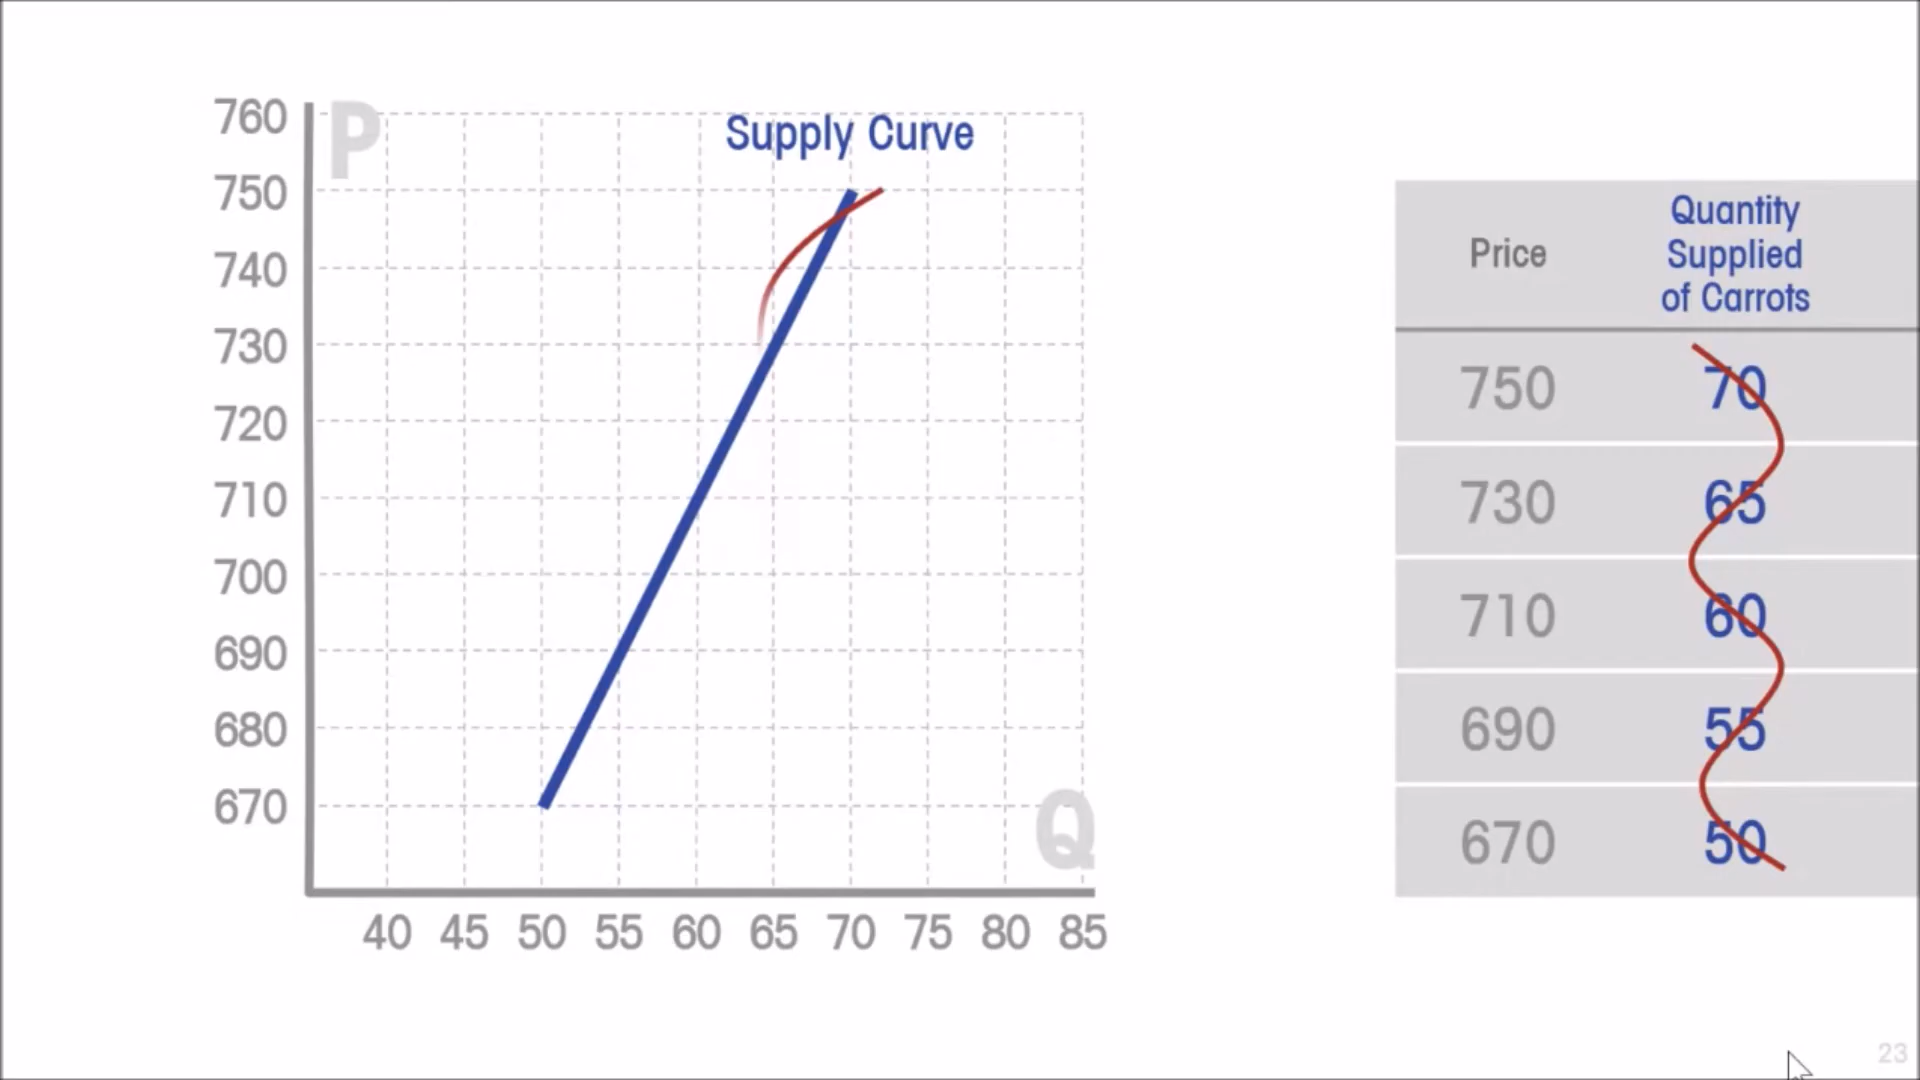 Supply Curve
P
760
750
740
730
720
710
700
690
680
670
Q
40 45 50 55 60 65 70 75 80 85
Price
Quantity
Supplied
of Carrots
750 70
730 65
710 60
690 55
670 50
23